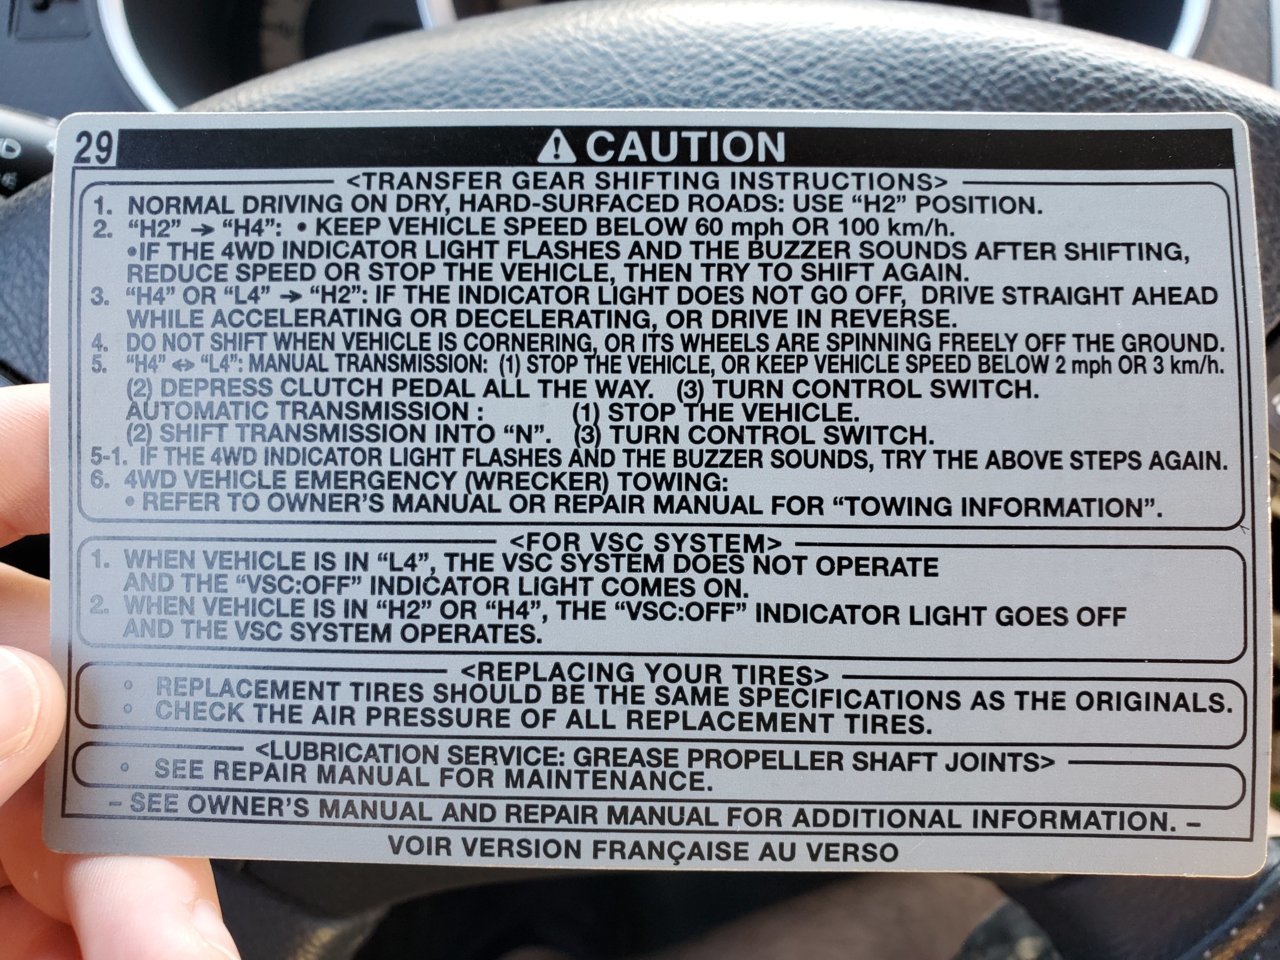 29
⚠ CAUTION
<TRANSFER GEAR SHIFTING INSTRUCTIONS>
1. NORMAL DRIVING ON DRY, HARD-SURFACED ROADS: USE “H2” POSITION.
2. “H2” → “H4”: • KEEP VEHICLE SPEED BELOW 60 mph OR 100 km/h.
•IF THE 4WD INDICATOR LIGHT FLASHES AND THE BUZZER SOUNDS AFTER SHIFTING,
REDUCE SPEED OR STOP THE VEHICLE, THEN TRY TO SHIFT AGAIN.
3. “H4” OR “L4” → “H2”: IF THE INDICATOR LIGHT DOES NOT GO OFF, DRIVE STRAIGHT AHEAD
WHILE ACCELERATING OR DECELERATING, OR DRIVE IN REVERSE.
4. DO NOT SHIFT WHEN VEHICLE IS CORNERING, OR ITS WHEELS ARE SPINNING FREELY OFF THE GROUND.
5. “H4” ⇔ “L4”: MANUAL TRANSMISSION: (1) STOP THE VEHICLE, OR KEEP VEHICLE SPEED BELOW 2 mph OR 3 km/h.
(2) DEPRESS CLUTCH PEDAL ALL THE WAY. (3) TURN CONTROL SWITCH.
AUTOMATIC TRANSMISSION : (1) STOP THE VEHICLE.
(2) SHIFT TRANSMISSION INTO “N”. (3) TURN CONTROL SWITCH.
5-1. IF THE 4WD INDICATOR LIGHT FLASHES AND THE BUZZER SOUNDS, TRY THE ABOVE STEPS AGAIN.
6. 4WD VEHICLE EMERGENCY (WRECKER) TOWING:
• REFER TO OWNER’S MANUAL OR REPAIR MANUAL FOR “TOWING INFORMATION”.
<FOR VSC SYSTEM>
1. WHEN VEHICLE IS IN “L4”, THE VSC SYSTEM DOES NOT OPERATE
AND THE “VSC:OFF” INDICATOR LIGHT COMES ON.
2. WHEN VEHICLE IS IN “H2” OR “H4”, THE “VSC:OFF” INDICATOR LIGHT GOES OFF
AND THE VSC SYSTEM OPERATES.
<REPLACING YOUR TIRES>
• REPLACEMENT TIRES SHOULD BE THE SAME SPECIFICATIONS AS THE ORIGINALS.
• CHECK THE AIR PRESSURE OF ALL REPLACEMENT TIRES.
<LUBRICATION SERVICE: GREASE PROPELLER SHAFT JOINTS>
• SEE REPAIR MANUAL FOR MAINTENANCE.
– SEE OWNER’S MANUAL AND REPAIR MANUAL FOR ADDITIONAL INFORMATION. –
VOIR VERSION FRANÇAISE AU VERSO